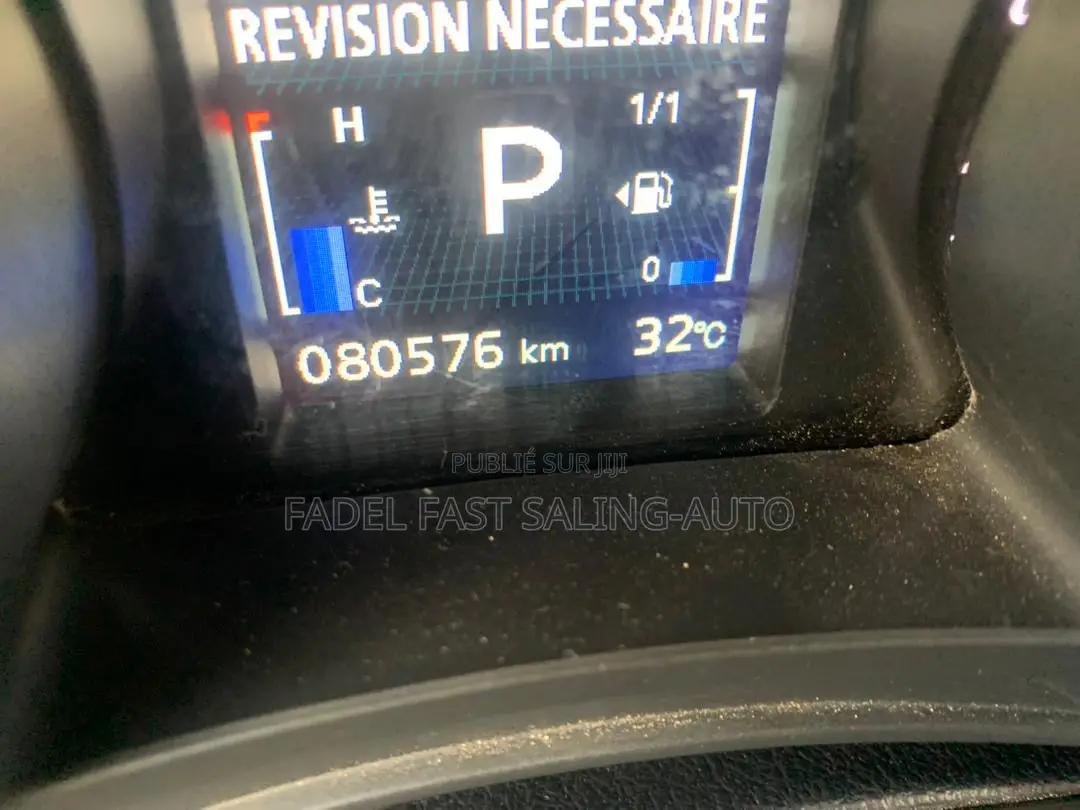 REVISION NECESSAIRE
H 1/1
P
C 0
080576 km 32°C
PUBLIÉ SUR JIJI
FADEL FAST SALING-AUTO